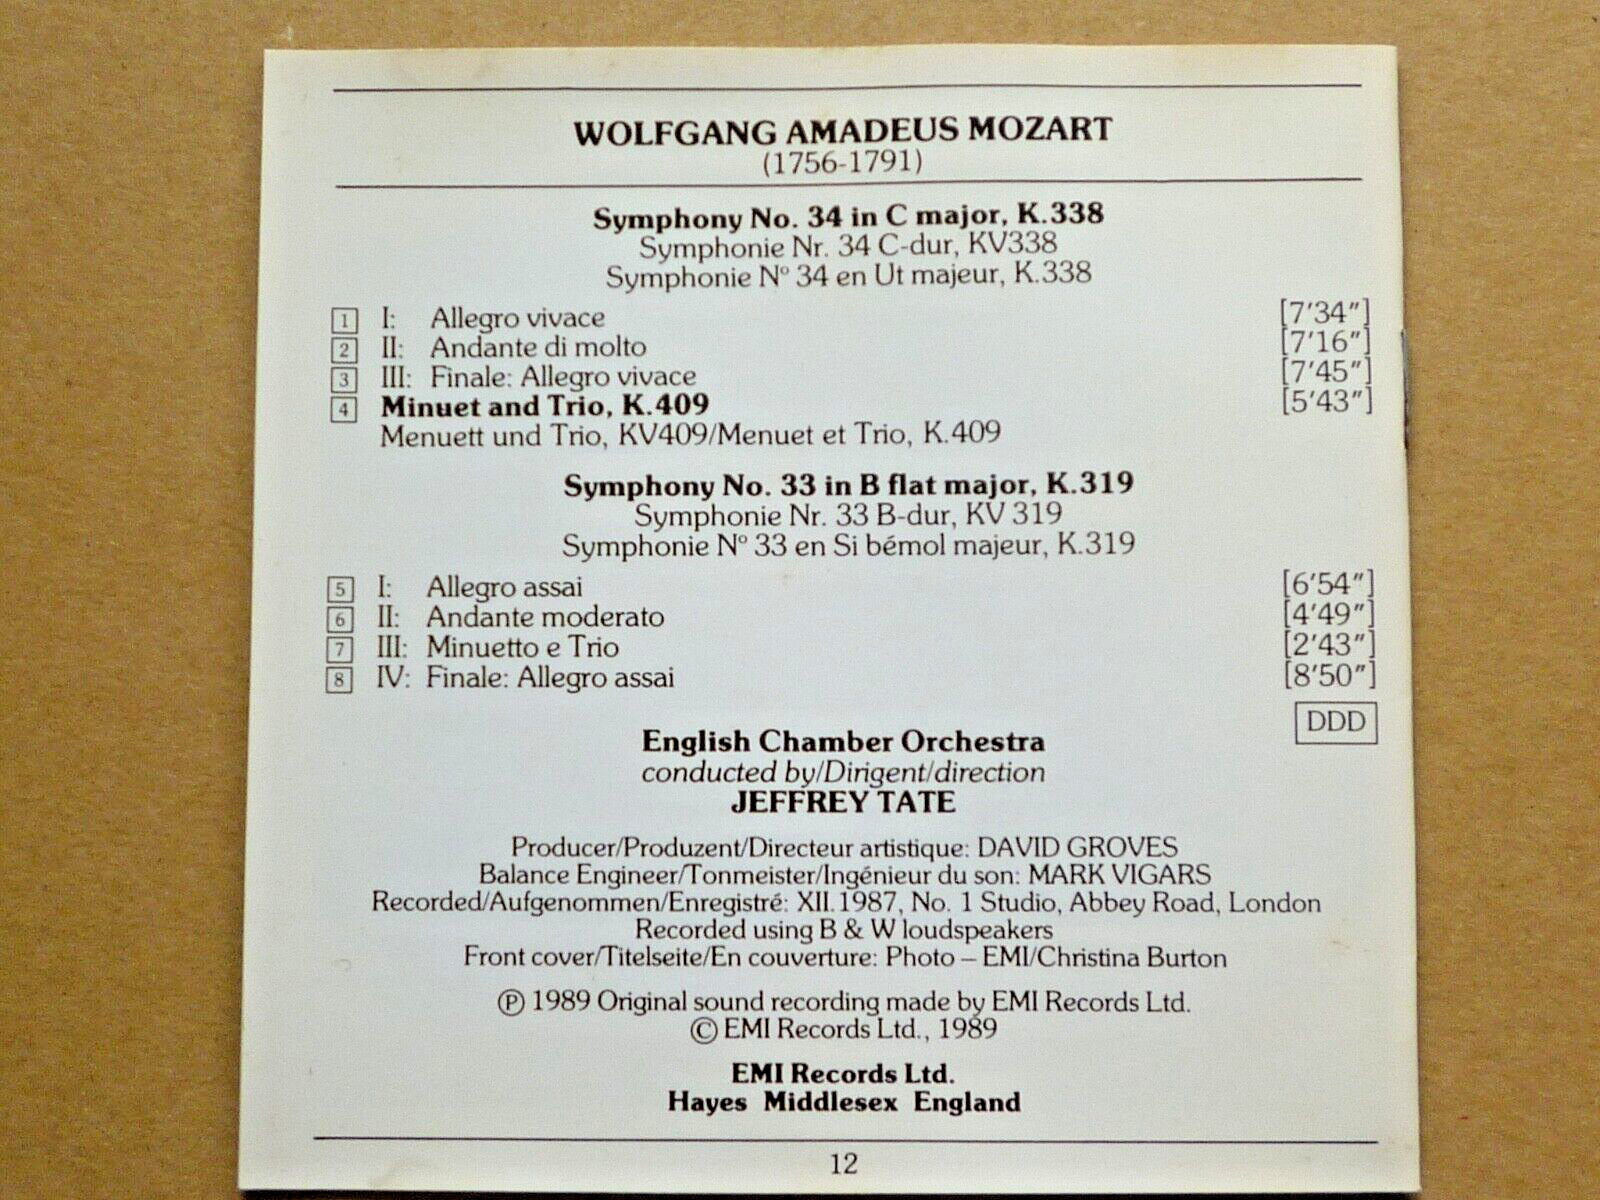 WOLFGANG AMADEUS MOZART
(1756-1791)
Symphony No. 34 in C major, K.338
Symphonie Nr. 34 C-dur, KV338
Symphonie Nº 34 en Ut majeur, K.338
1 I: Allegro vivace [7'34"]
2 II: Andante di molto [7'16"]
3 III: Finale: Allegro vivace [7'45"]
4 Minuet and Trio, K.409 [5'43"]
Menuett und Trio, KV409/Menuet et Trio, K.409
Symphony No. 33 in B flat major, K.319
Symphonie Nr. 33 B-dur, KV 319
Symphonie Nº 33 en Si bémol majeur, K.319
5 I: Allegro assai [6'54"]
6 II: Andante moderato [4'49"]
7 III: Minuetto e Trio [2'43"]
8 IV: Finale: Allegro assai [8'50"]
DDD
English Chamber Orchestra
conducted by/Dirigent/direction
JEFFREY TATE
Producer/Produzent/Directeur artistique: DAVID GROVES
Balance Engineer/Tonmeister/Ingénieur du son: MARK VIGARS
Recorded/Aufgenommen/Enregistré: XII.1987, No. 1 Studio, Abbey Road, London
Recorded using B & W loudspeakers
Front cover/Titelseite/En couverture: Photo – EMI/Christina Burton
℗ 1989 Original sound recording made by EMI Records Ltd.
© EMI Records Ltd., 1989
EMI Records Ltd.
Hayes Middlesex England
12